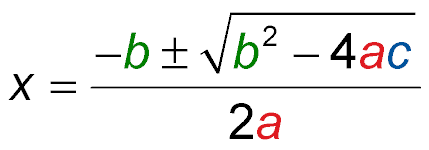 x = (-b ± √(b² - 4ac)) / (2a)